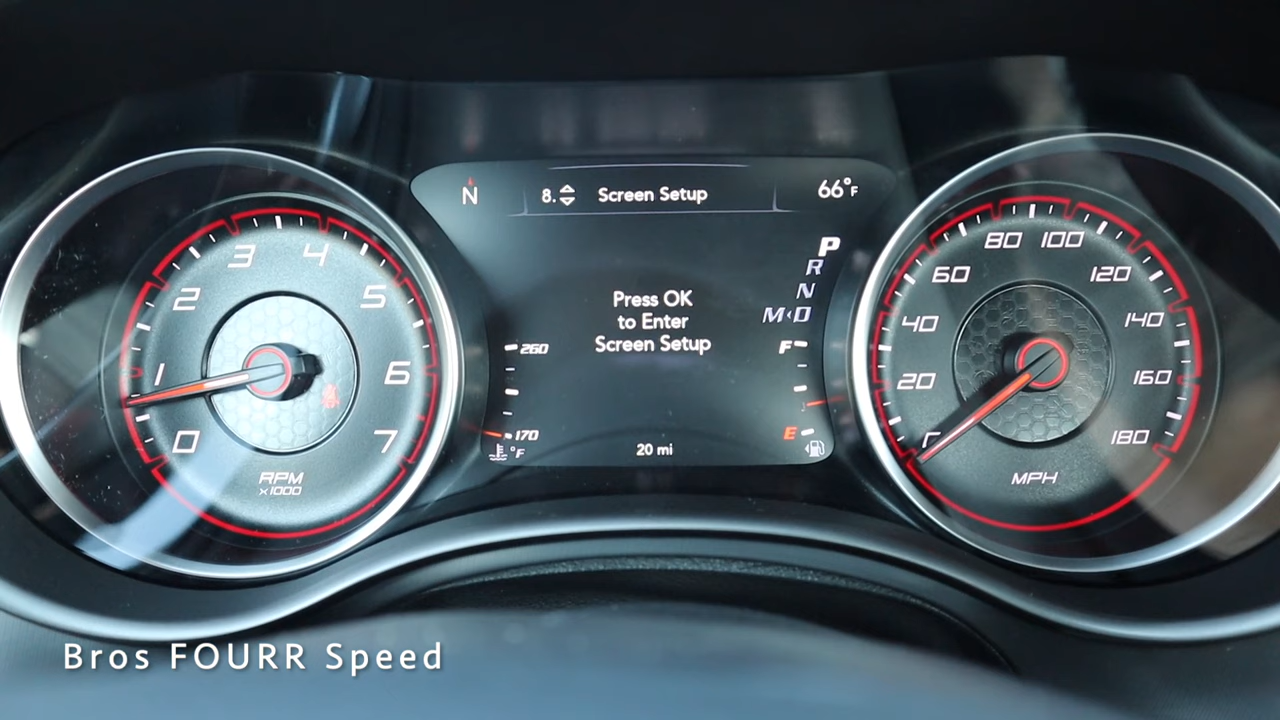 N
8. Screen Setup
66°F
P
R
N
M‹D
Press OK
to Enter
Screen Setup
260
170
°F
F
E
20 mi
0
1
2
3
4
5
6
7
RPM
x1000
20
40
60
80
100
120
140
160
180
MPH
Bros FOURR Speed